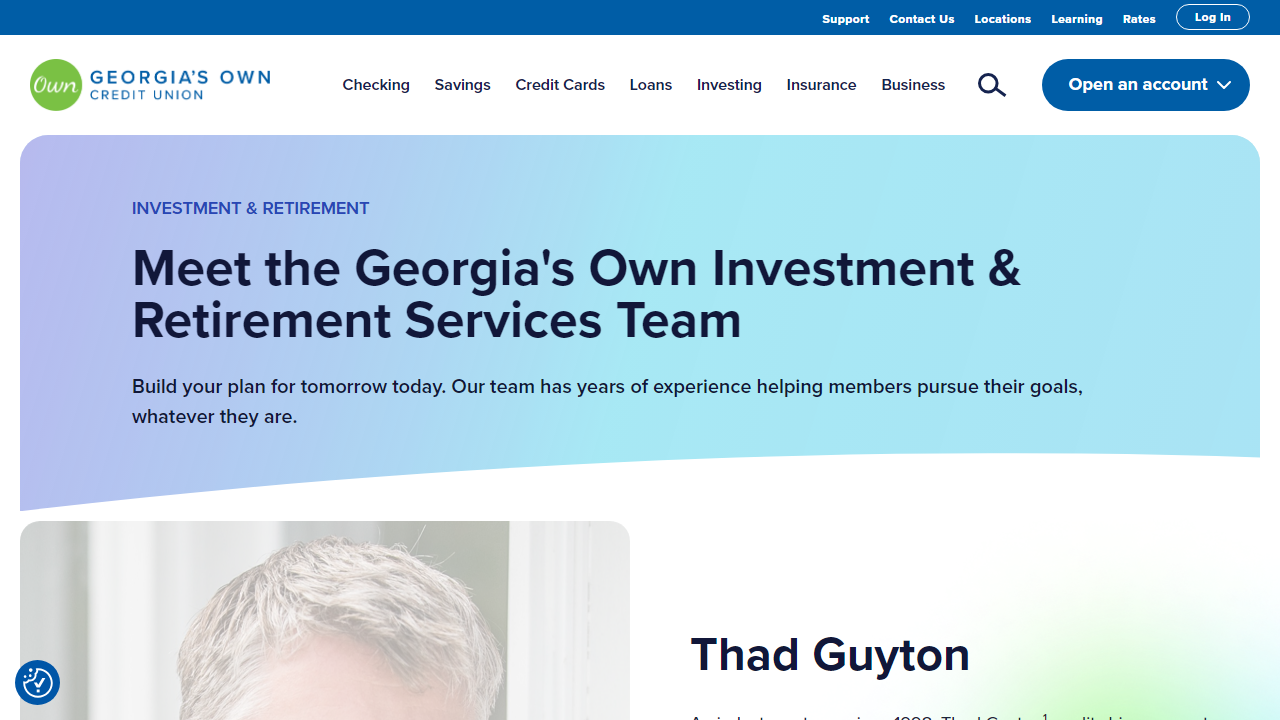 Support Contact Us Locations Learning Rates Log In
Own GEORGIA'S OWN
CREDIT UNION
Checking Savings Credit Cards Loans Investing Insurance Business Open an account
INVESTMENT & RETIREMENT
Meet the Georgia's Own Investment &
Retirement Services Team
Build your plan for tomorrow today. Our team has years of experience helping members pursue their goals,
whatever they are.
Thad Guyton